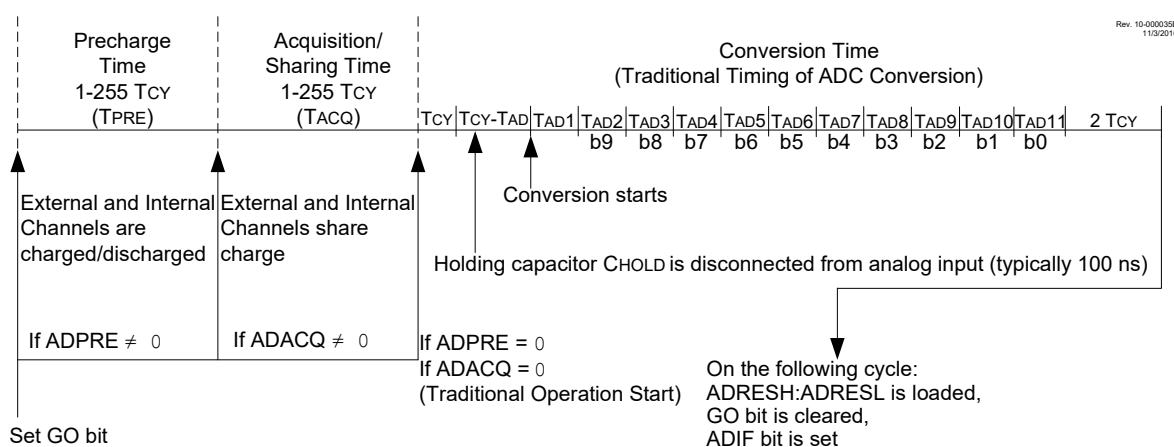 Rev. 10-000035
11/3/201
Precharge
Time
1-255 TCY
(TPRE)
Acquisition/
Sharing Time
1-255 TCY
(TACQ)
Conversion Time
(Traditional Timing of ADC Conversion)
TCY TCY-TAD TAD1 TAD2 TAD3 TAD4 TAD5 TAD6 TAD7 TAD8 TAD9 TAD10 TAD11 2 TCY
b9 b8 b7 b6 b5 b4 b3 b2 b1 b0
External and Internal
Channels are
charged/discharged
External and Internal
Channels share
charge
Conversion starts
Holding capacitor CHOLD is disconnected from analog input (typically 100 ns)
If ADPRE ≠ 0
If ADACQ ≠ 0
If ADPRE = 0
If ADACQ = 0
(Traditional Operation Start)
On the following cycle:
ADRESH:ADRESL is loaded,
GO bit is cleared,
ADIF bit is set
Set GO bit